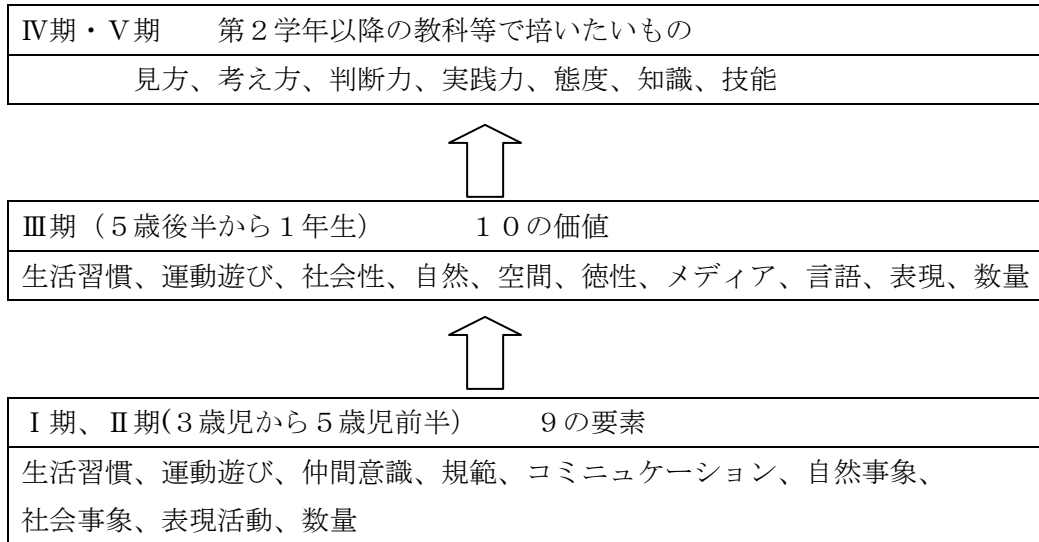 Ⅳ期・Ⅴ期　　第２学年以降の教科等で培いたいもの
見方、考え方、判断力、実践力、態度、知識、技能
Ⅲ期（５歳後半から１年生）　　　１０の価値
生活習慣、運動遊び、社会性、自然、空間、徳性、メディア、言語、表現、数量
Ⅰ期、Ⅱ期(３歳児から５歳児前半）　　９の要素
生活習慣、運動遊び、仲間意識、規範、コミニュケーション、自然事象、
社会事象、表現活動、数量